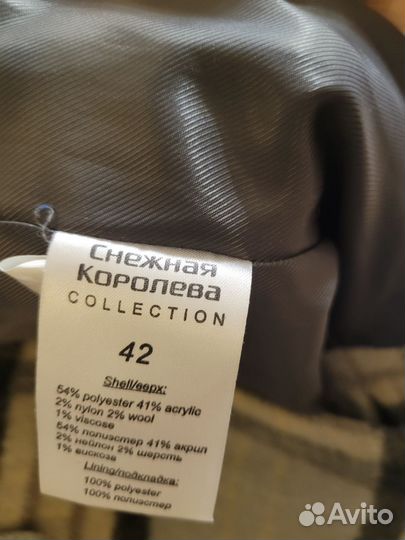 Снежная
Королева
COLLECTION
42
Shell/верх:
54% polyester 41% acrylic
2% nylon 2% wool
1% viscose
54% полиэстер 41% акрил
2% нейлон 2% шерсть
1% вискоза
Lining/подкладка:
100% polyester
100% полиэстер
Avito